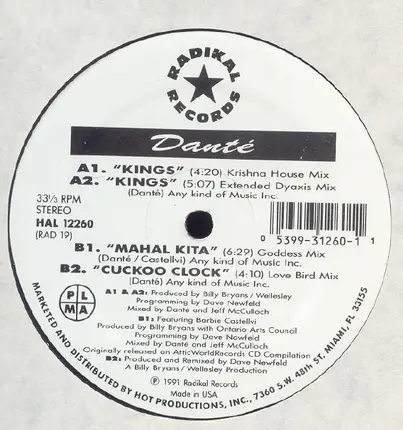 RADIKAL
RECORDS
Danté
A1. "KINGS" (4:20) Krishna House Mix
A2. "KINGS" (5:07) Extended Dyaxis Mix
(Danté) Any kind of Music Inc.
33⅓ RPM
STEREO
HAL 12260
(RAD 19)
0 5399-31260-1 1
B1. "MAHAL KITA" (6:29) Goddess Mix
(Danté / Castellvi) Any kind of Music Inc.
B2. "CUCKOO CLOCK" (4:10) Love Bird Mix
(Danté) Any kind of Music Inc.
PLMA
A1 & A2: Produced by Billy Bryans / Wellesley
Programming by Dave Newfeld
Mixed by Danté and Jeff McCulloch
B1: Featuring Barbie Castellvi
Produced by Billy Bryans with Ontario Arts Council
Programming by Dave Newfeld
Mixed by Danté and Jeff McCulloch
Originally released on AtticWorldRecords CD Compilation
B2: Produced and Remixed by Dave Newfeld
A Billy Bryans / Wellesley Production
℗ 1991 Radikal Records
Made in USA
MARKETED AND DISTRIBUTED BY HOT PRODUCTIONS, INC., 7360 S.W. 48th ST. MIAMI, FL 33155